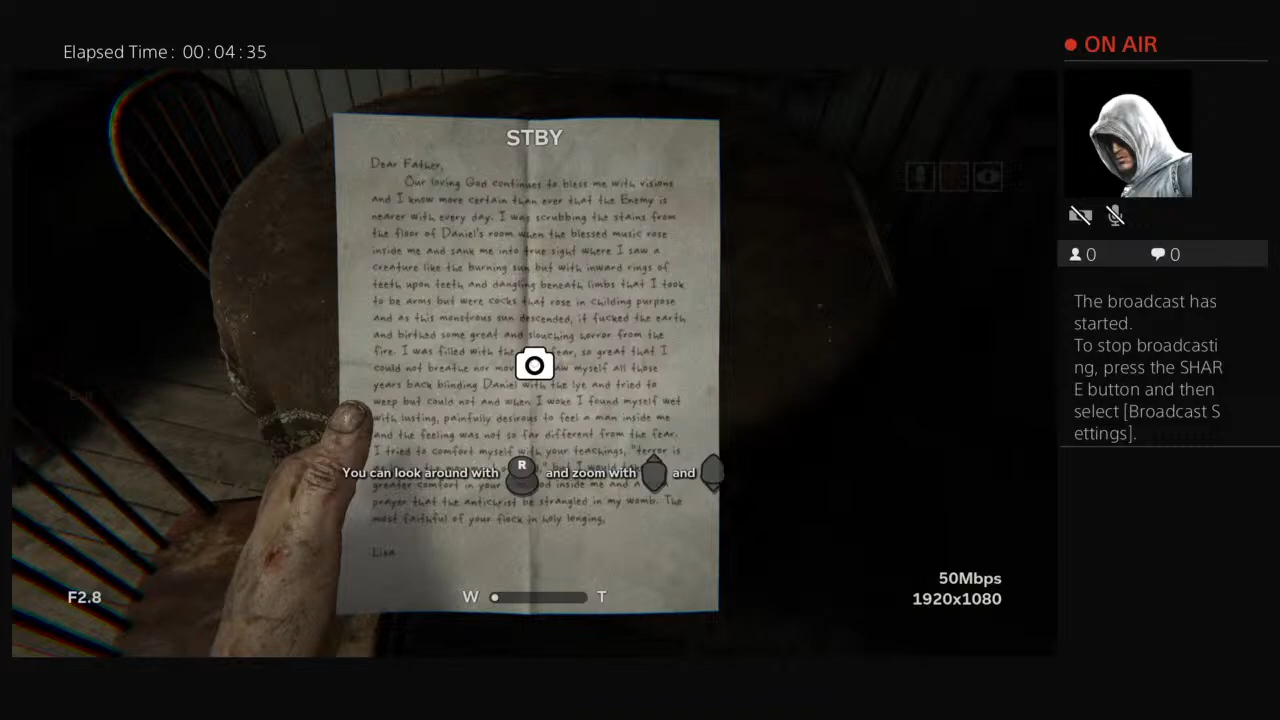 Elapsed Time: 00:04:35
ON AIR
STBY
Dear Father,
Our loving God continues to bless me with visions
and I know more certain than ever that the Enemy is
nearer with every day. I was scrubbing the stains from
the floor of Daniel's room when the blessed music rose
inside me and sank me into true sight where I saw a
creature like the burning sun but with inward rings of
teeth upon teeth and dangling beneath limbs that I took
to be arms but were cocks that rose in childing purpose
and as this monstrous sun descended, it fucked the earth
and birthed some great and slouching horror from the
fire. I was filled with the fear, so great that I
could not breathe nor myself all those
years back blinding Daniel with the lye and tried to
weep but could not and when I woke I found myself wet
with lusting, painfully desirous to feel a man inside me
and the feeling was not so far different from the fear.
I tried to comfort myself with your teachings, "terror is
but I would
greater comfort in your inside me and a
prayer that the antichrist be strangled in my womb. The
most faithful of your flock in holy longing,
Lisa
You can look around with R and zoom with and
W T
F2.8
50Mbps
1920x1080
0 0
The broadcast has
started.
To stop broadcasti
ng, press the SHAR
E button and then
select [Broadcast S
ettings].